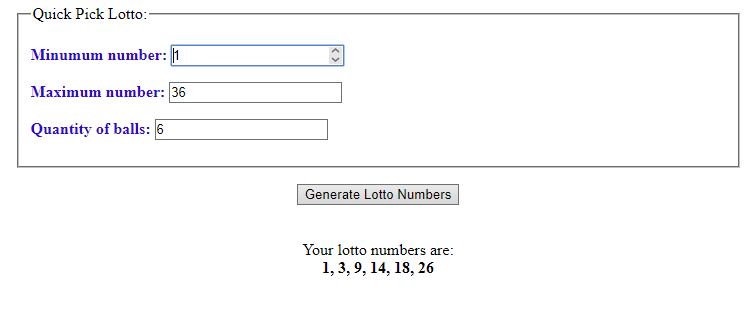 Quick Pick Lotto:
Minumum number: 1
Maximum number: 36
Quantity of balls: 6
Generate Lotto Numbers
Your lotto numbers are:
1, 3, 9, 14, 18, 26